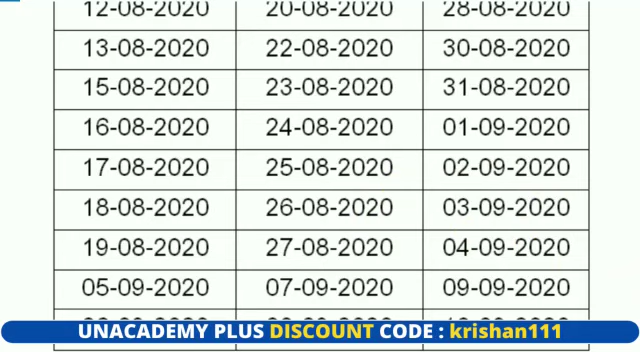 12-08-2020 20-08-2020 28-08-2020
13-08-2020 22-08-2020 30-08-2020
15-08-2020 23-08-2020 31-08-2020
16-08-2020 24-08-2020 01-09-2020
17-08-2020 25-08-2020 02-09-2020
18-08-2020 26-08-2020 03-09-2020
19-08-2020 27-08-2020 04-09-2020
05-09-2020 07-09-2020 09-09-2020
UNACADEMY PLUS DISCOUNT CODE : krishan111